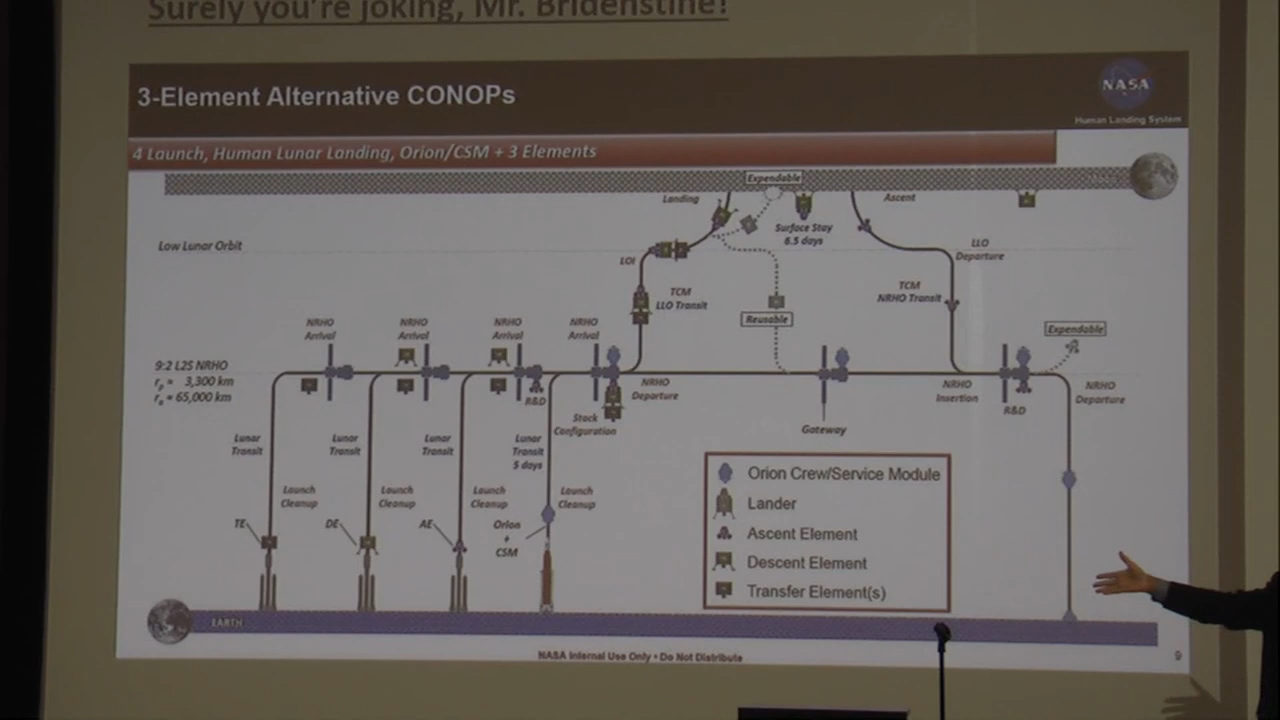 Surely you're joking, Mr. Bridenstine!
3-Element Alternative CONOPs
NASA
Human Landing System
4 Launch, Human Lunar Landing, Orion/CSM + 3 Elements
Expendable
Landing
Surface Stay
6.5 days
Ascent
Low Lunar Orbit
LOI
LLO
Departure
TCM
LLO Transit
TCM
NRHO Transit
Reusable
Expendable
NRHO
Arrival
NRHO
Arrival
NRHO
Arrival
NRHO
Arrival
9:2 L2S NRHO
rp = 3,300 km
ra = 65,000 km
R&D
NRHO
Departure
NRHO
Insertion
R&D
NRHO
Departure
Stack
Configuration
Gateway
Lunar
Transit
Lunar
Transit
Lunar
Transit
Lunar
Transit
5 days
Launch
Cleanup
Launch
Cleanup
Launch
Cleanup
Launch
Cleanup
TE
DE
AE
Orion
+
CSM
Orion Crew/Service Module
Lander
Ascent Element
Descent Element
Transfer Element(s)
EARTH
NASA Internal Use Only • Do Not Distribute
9